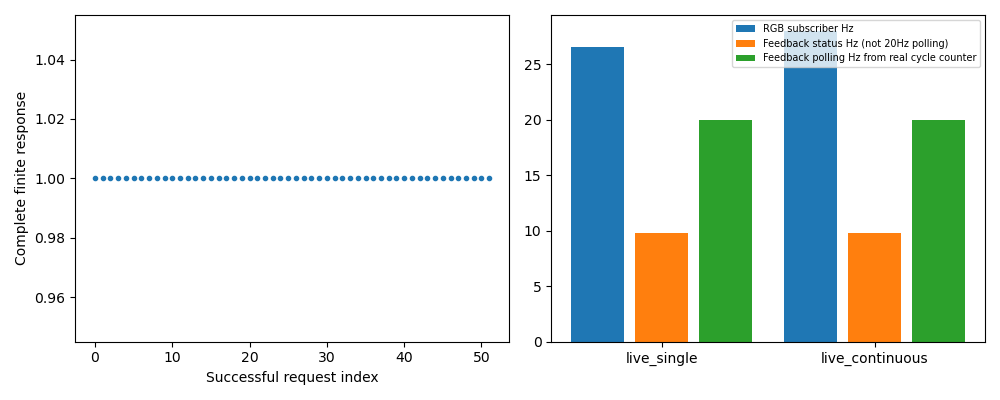 Complete finite response
1.04
1.02
1.00
0.98
0.96
0
10
20
30
40
50
Successful request index
RGB subscriber Hz
Feedback status Hz (not 20Hz polling)
Feedback polling Hz from real cycle counter
25
20
15
10
5
0
live_single
live_continuous